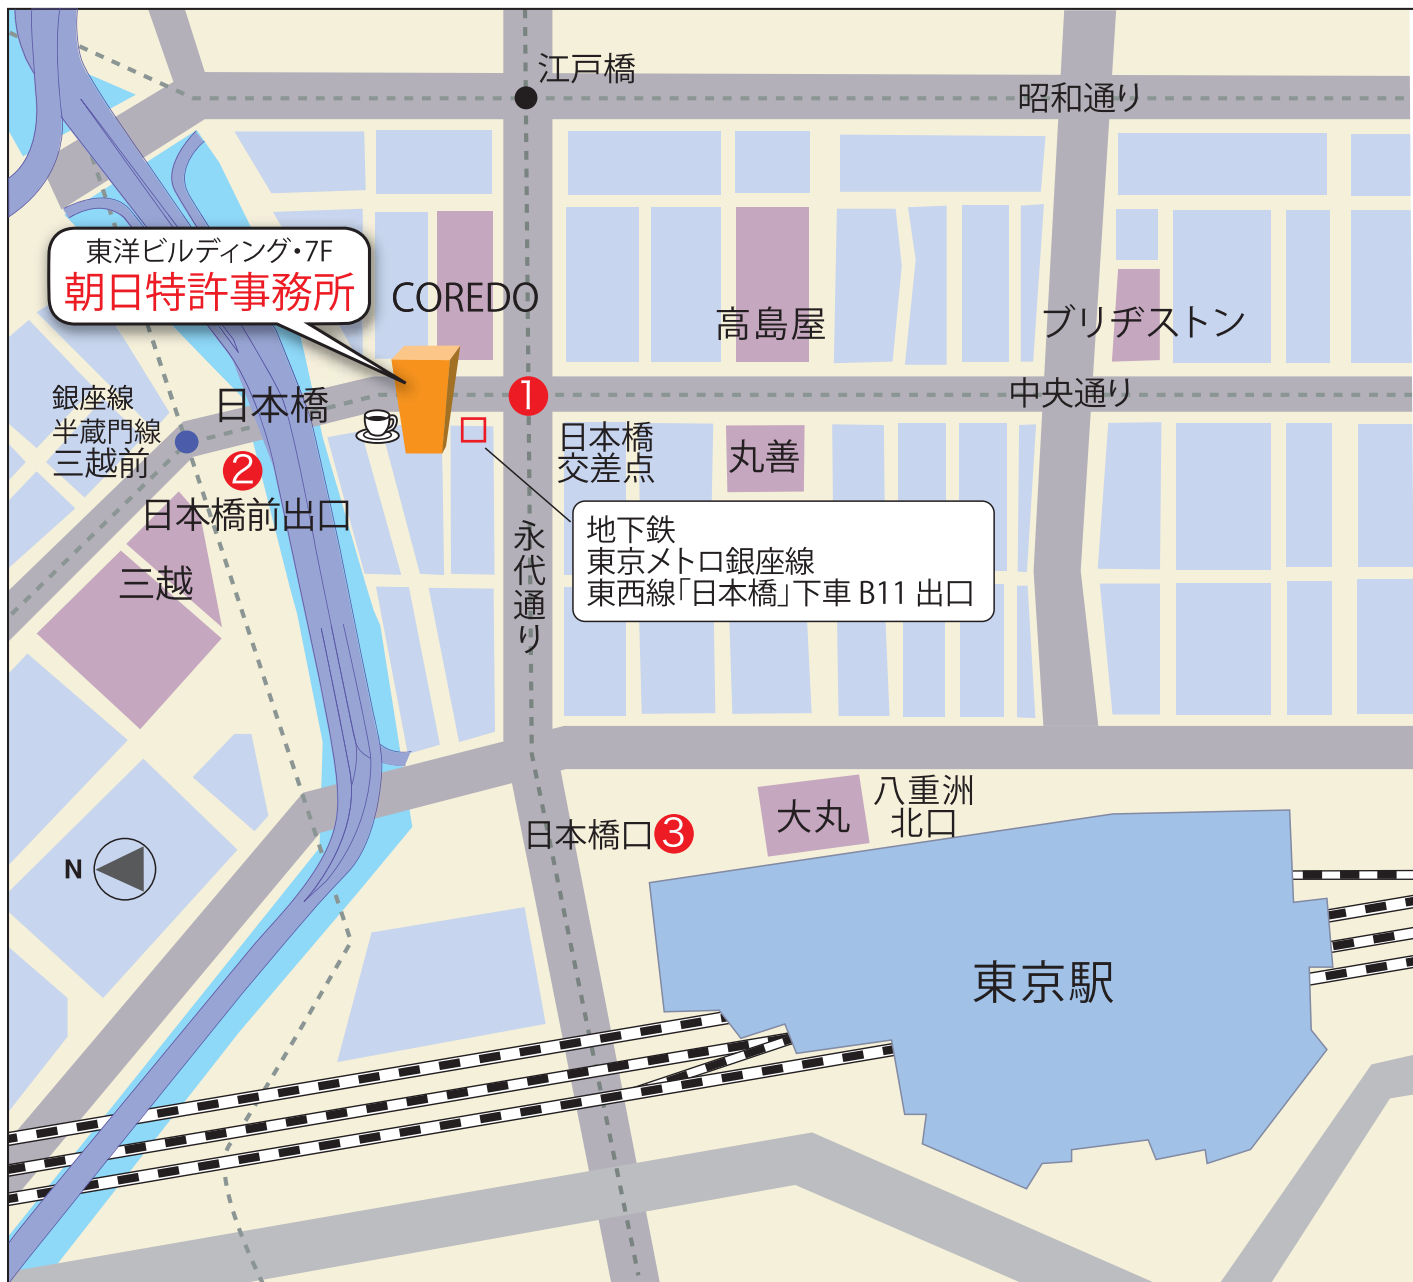 江戸橋
昭和通り
東洋ビルディング・7F
朝日特許事務所
COREDO
高島屋
ブリヂストン
中央通り
1
銀座線
半蔵門線
三越前
日本橋
2
日本橋前出口
三越
日本橋
交差点
丸善
永代通り
地下鉄
東京メトロ銀座線
東西線「日本橋」下車 B11 出口
N
日本橋口
3
大丸
八重洲
北口
東京駅